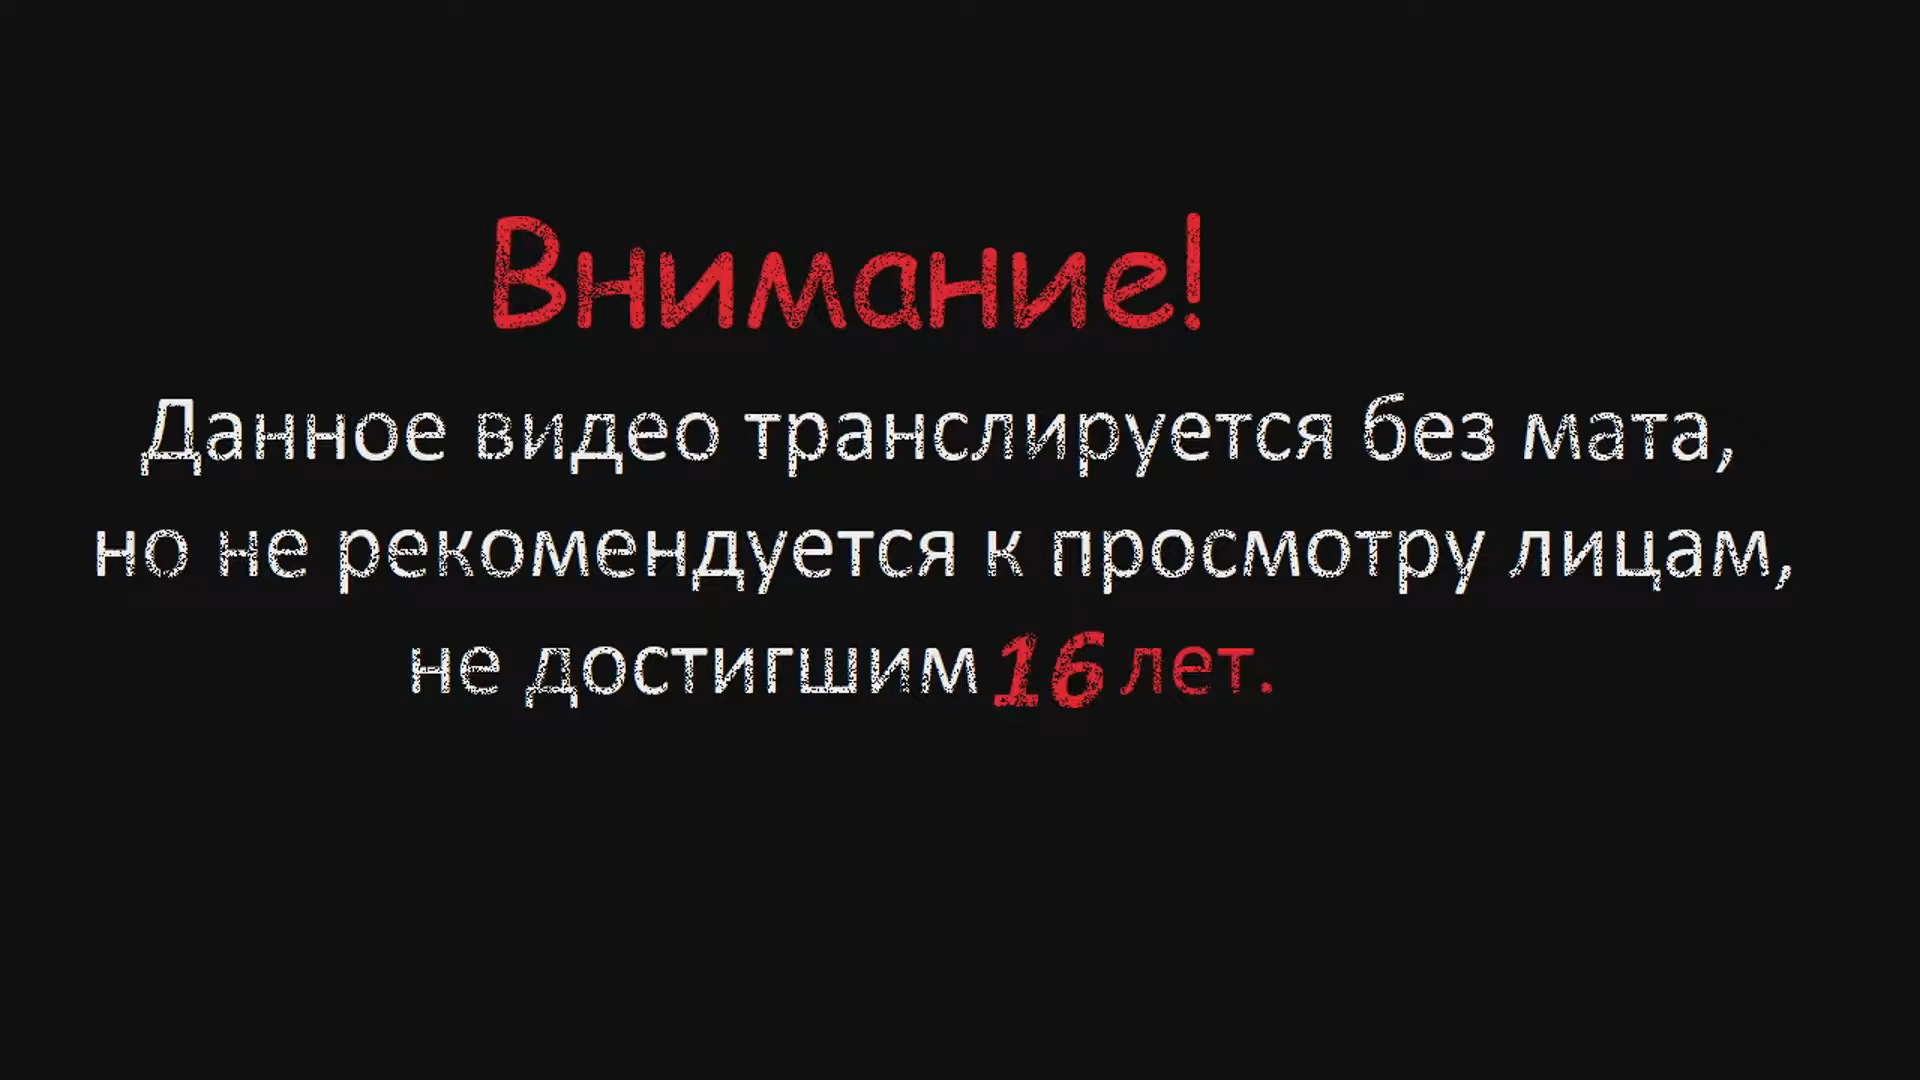 Внимание!
Данное видео транслируется без мата,
но не рекомендуется к просмотру лицам,
не достигшим 16 лет.